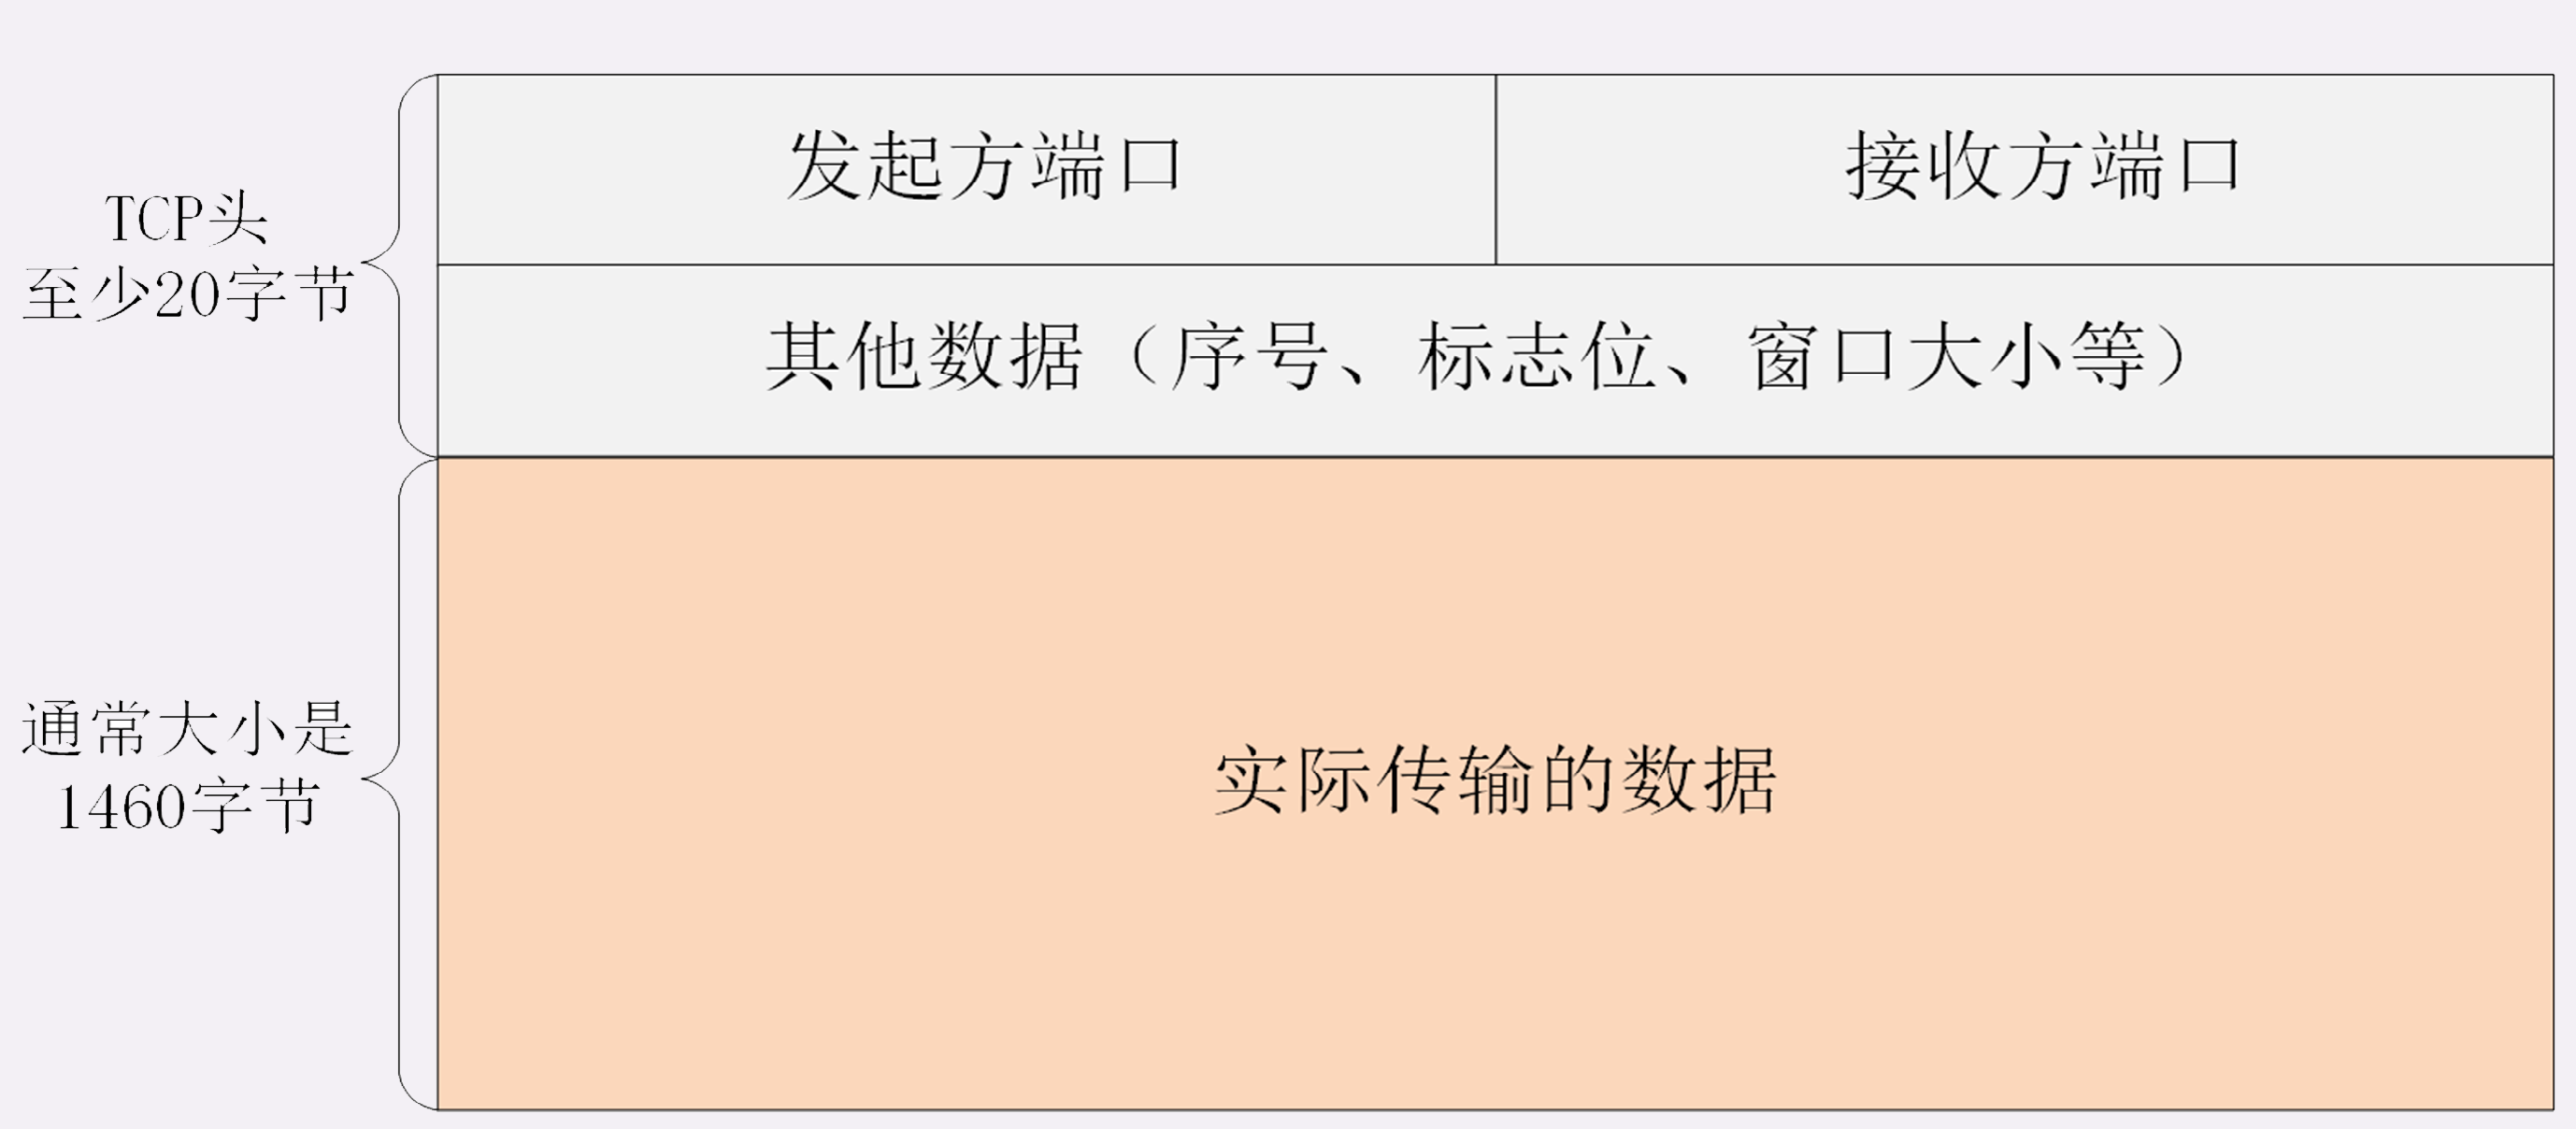 发起方端口
接收方端口
TCP头
至少20字节
其他数据（序号、标志位、窗口大小等）
通常大小是
1460字节
实际传输的数据